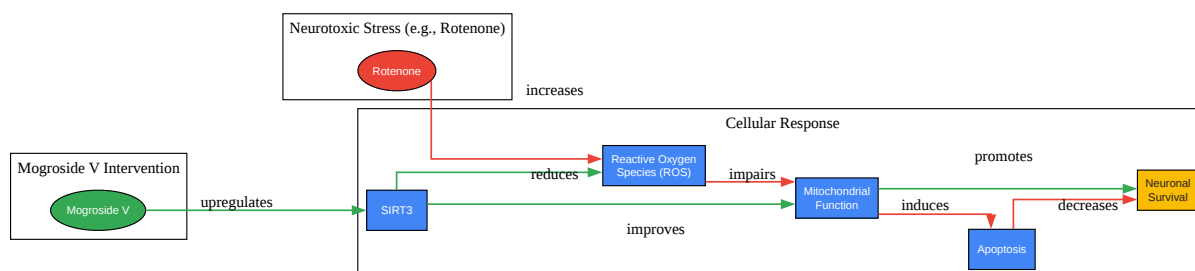 Neurotoxic Stress (e.g., Rotenone)
Rotenone
increases
Cellular Response
Mogroside V Intervention
Mogroside V
upregulates
SIRT3
reduces
Reactive Oxygen
Species (ROS)
impairs
improves
Mitochondrial
Function
promotes
induces
Apoptosis
decreases
Neuronal
Survival